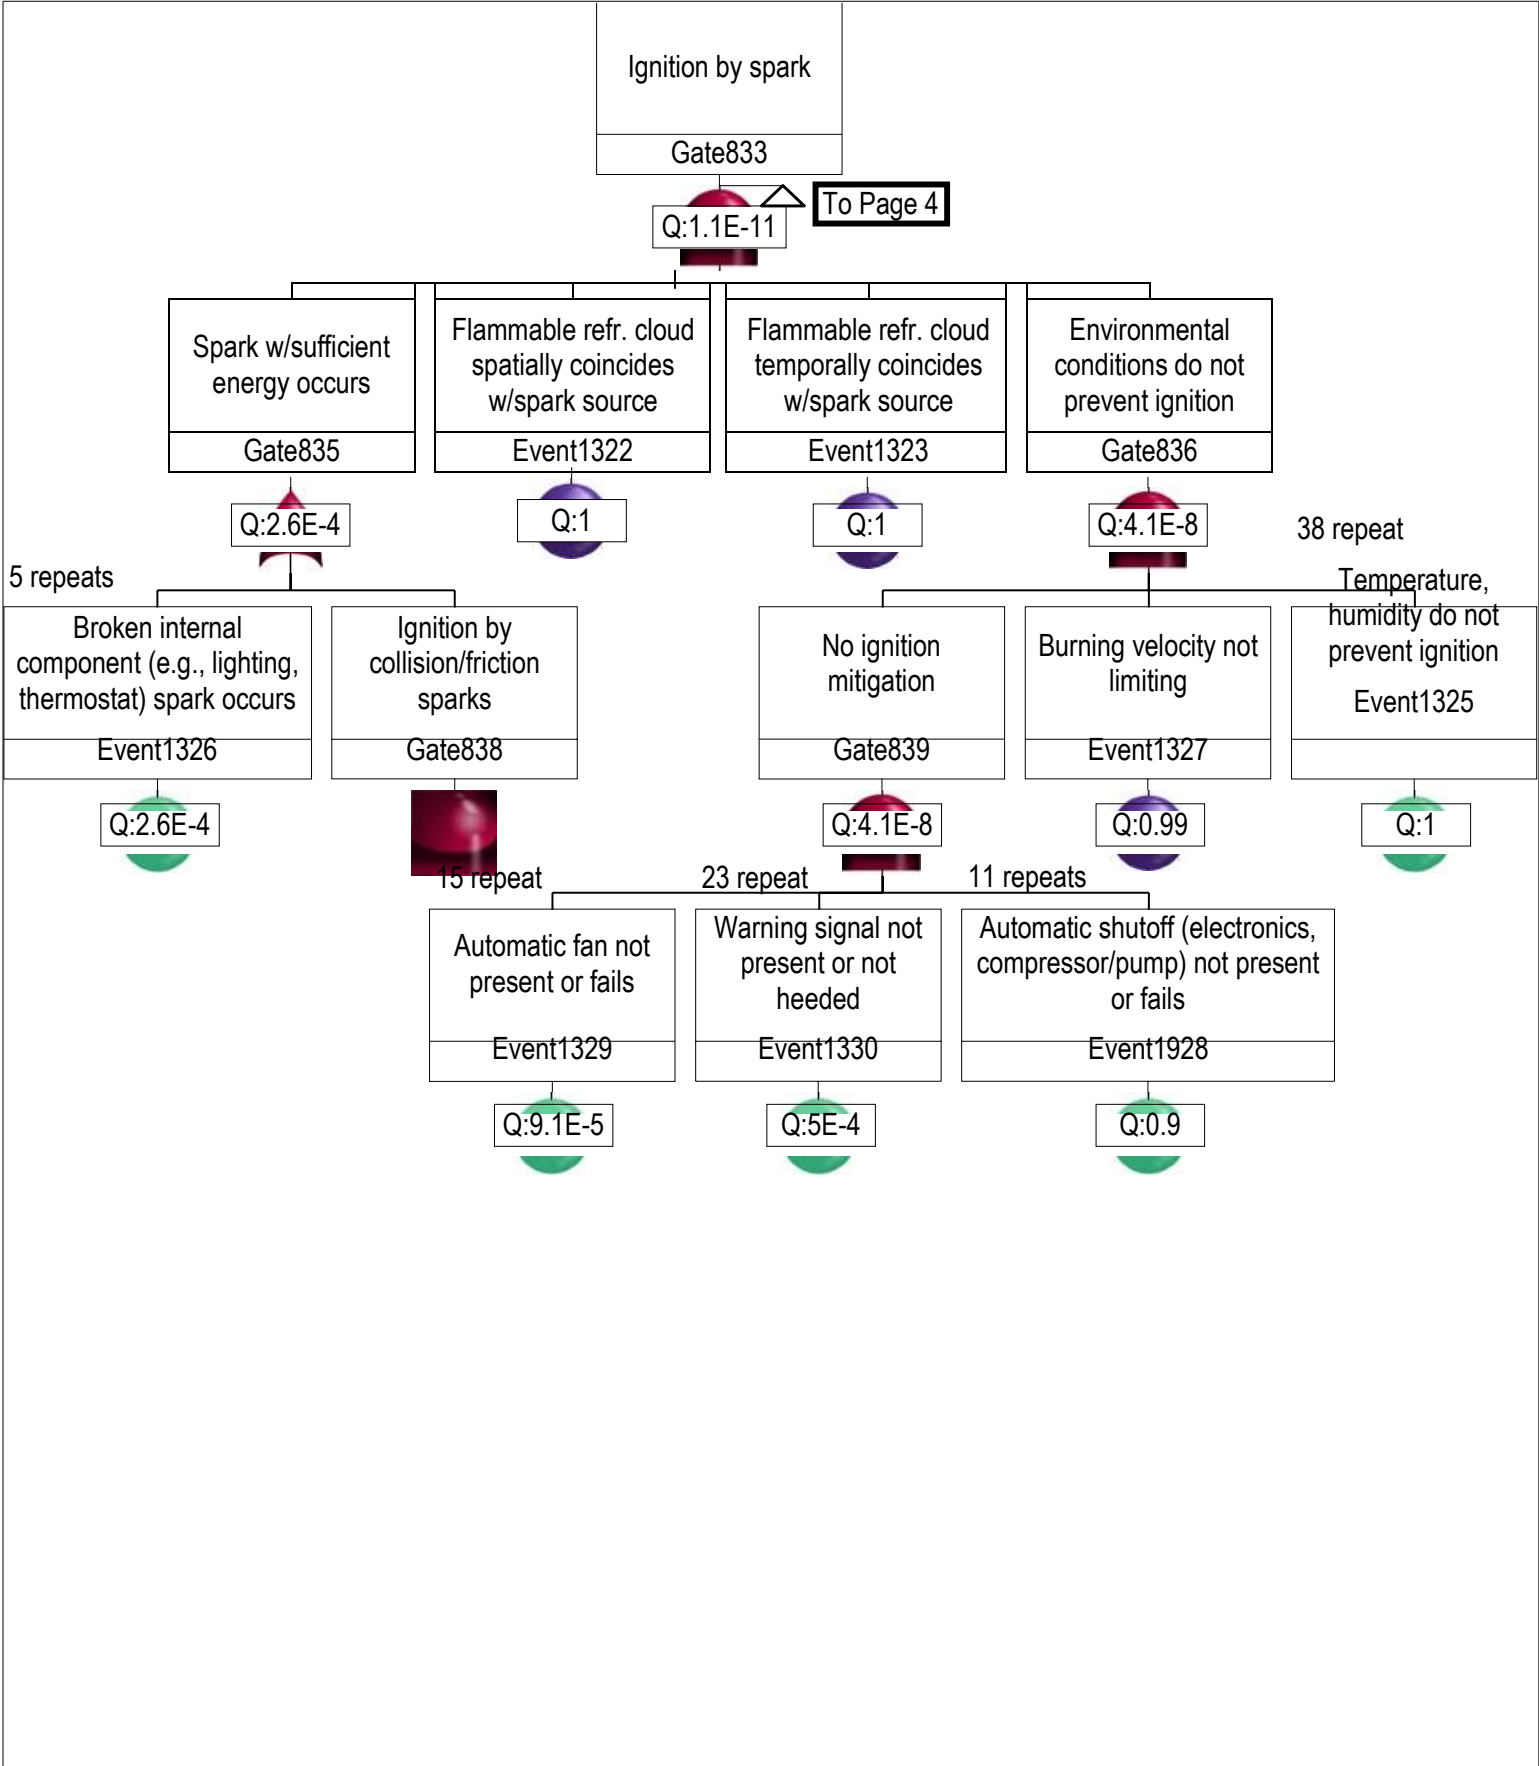 Ignition by spark
Gate833
To Page 4
Q:1.1E-11
Spark w/sufficient
energy occurs
Gate835
Q:2.6E-4
Flammable refr. cloud
spatially coincides
w/spark source
Event1322
Q:1
Flammable refr. cloud
temporally coincides
w/spark source
Event1323
Q:1
Environmental
conditions do not
prevent ignition
Gate836
Q:4.1E-8
5 repeats
Broken internal
component (e.g., lighting,
thermostat) spark occurs
Event1326
Q:2.6E-4
Ignition by
collision/friction
sparks
Gate838
No ignition
mitigation
Gate839
Q:4.1E-8
Burning velocity not
limiting
Event1327
Q:0.99
38 repeat
Temperature,
humidity do not
prevent ignition
Event1325
Q:1
15 repeat
Automatic fan not
present or fails
Event1329
Q:9.1E-5
23 repeat
Warning signal not
present or not
heeded
Event1330
Q:5E-4
11 repeats
Automatic shutoff (electronics,
compressor/pump) not present
or fails
Event1928
Q:0.9